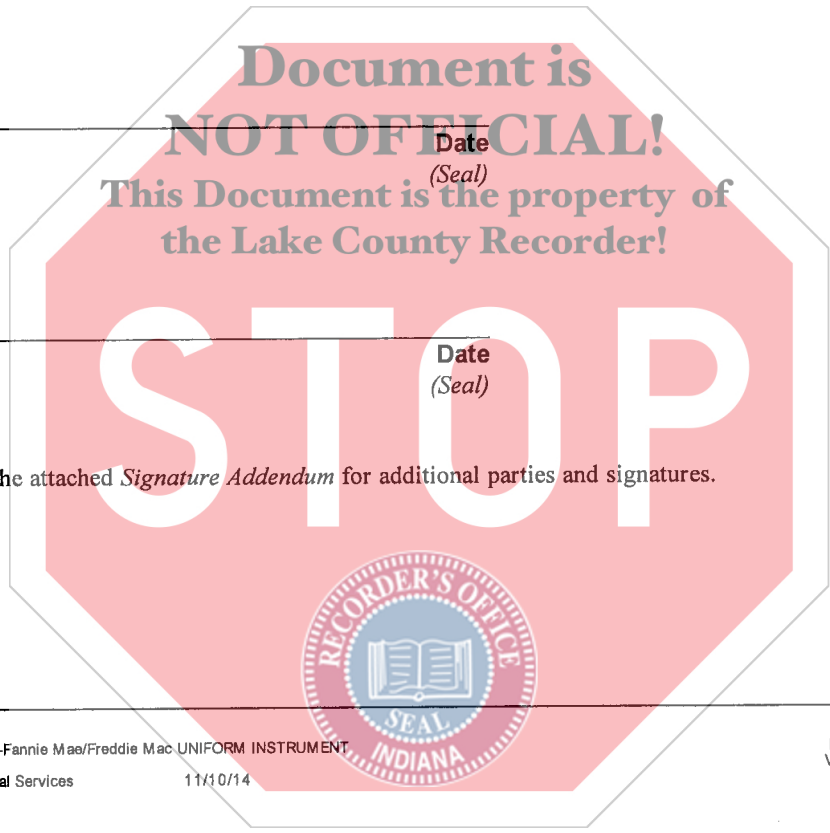 Document is
NOT OFFICIAL!
Date
(Seal)
This Document is the property of
the Lake County Recorder!
STOP
Date
(Seal)
he attached Signature Addendum for additional parties and signatures.
RECORDER'S OFFICE
SEAL
INDIANA
-Fannie Mae/Freddie Mac UNIFORM INSTRUMENT
al Services 11/10/14